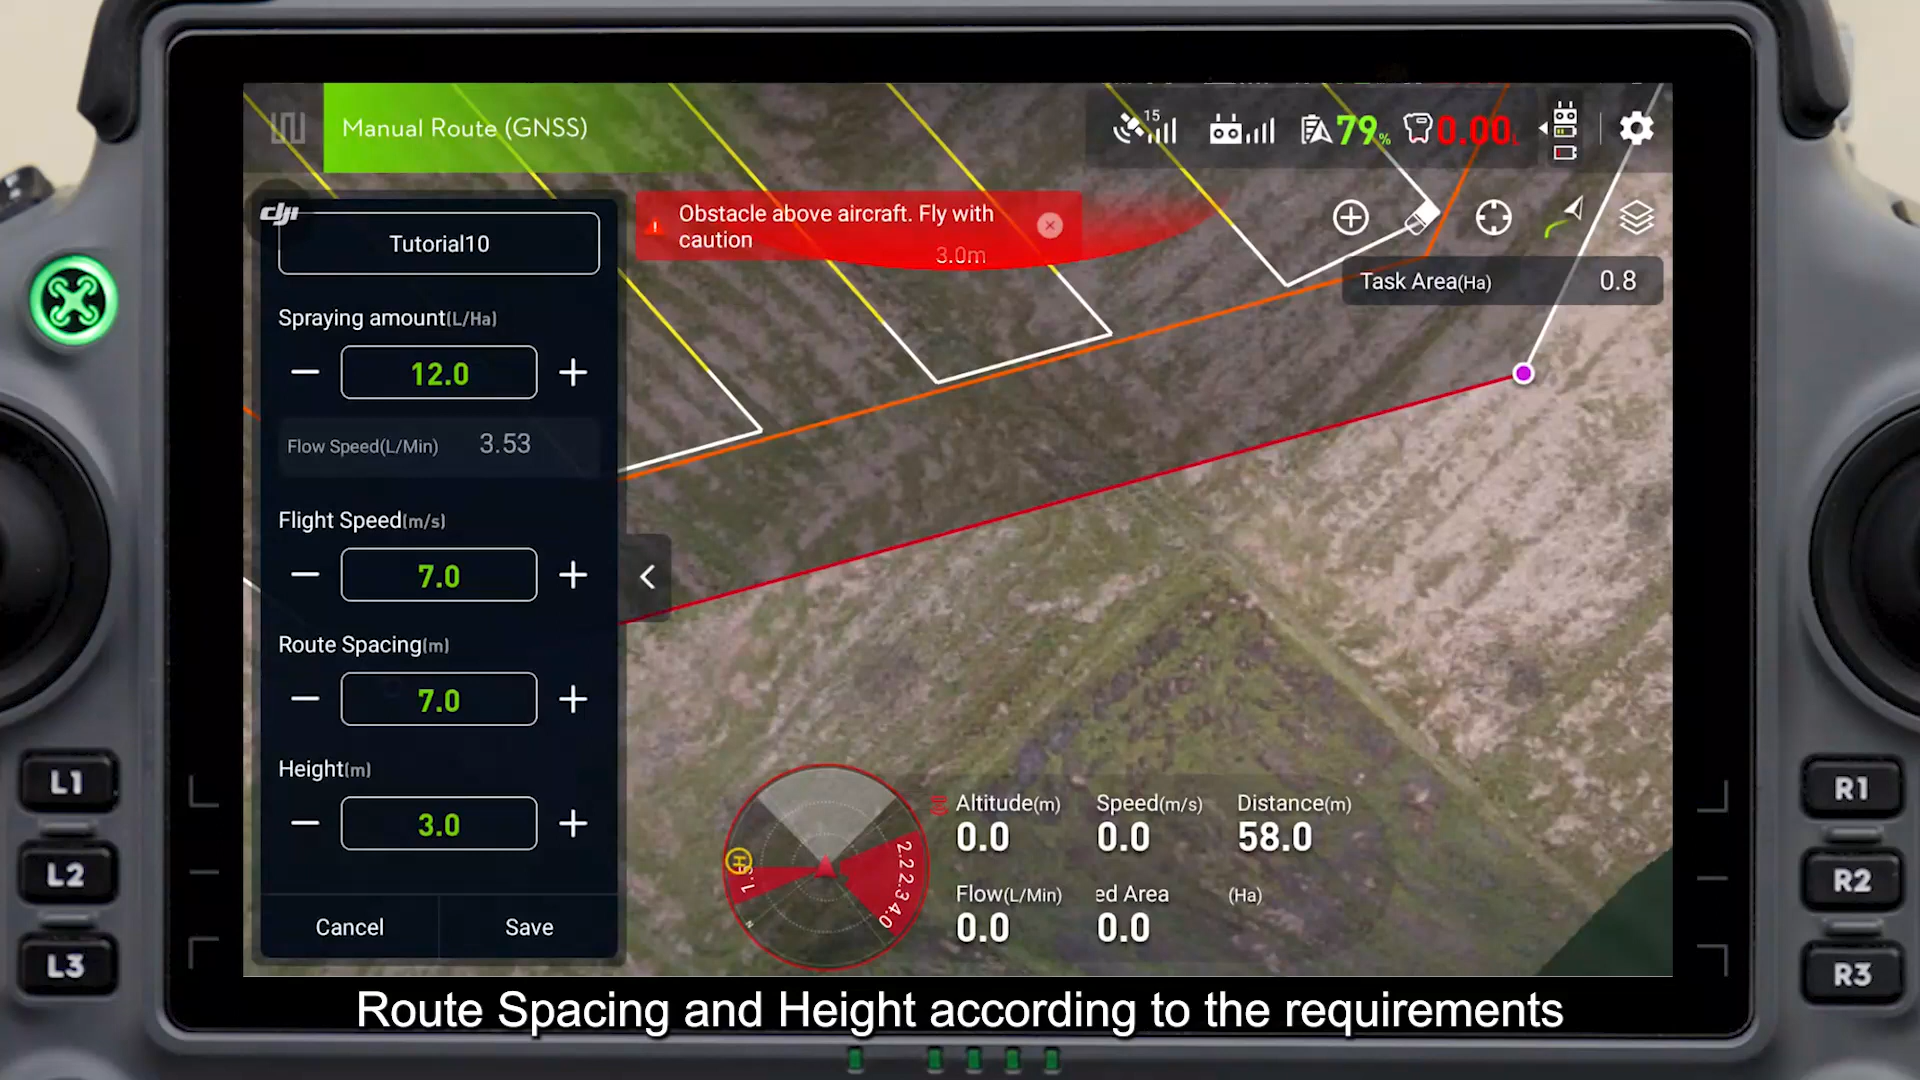 Manual Route (GNSS)
15
79%
0.00L
dji
Tutorial10
Obstacle above aircraft. Fly with
caution
3.0m
Task Area(Ha) 0.8
Spraying amount(L/Ha)
12.0
Flow Speed(L/Min) 3.53
Flight Speed(m/s)
7.0
Route Spacing(m)
7.0
Height(m)
3.0
Cancel Save
Altitude(m) Speed(m/s) Distance(m)
0.0 0.0 58.0
Flow(L/Min) ed Area (Ha)
0.0 0.0
H
N
L1
L2
L3
R1
R2
R3
Route Spacing and Height according to the requirements